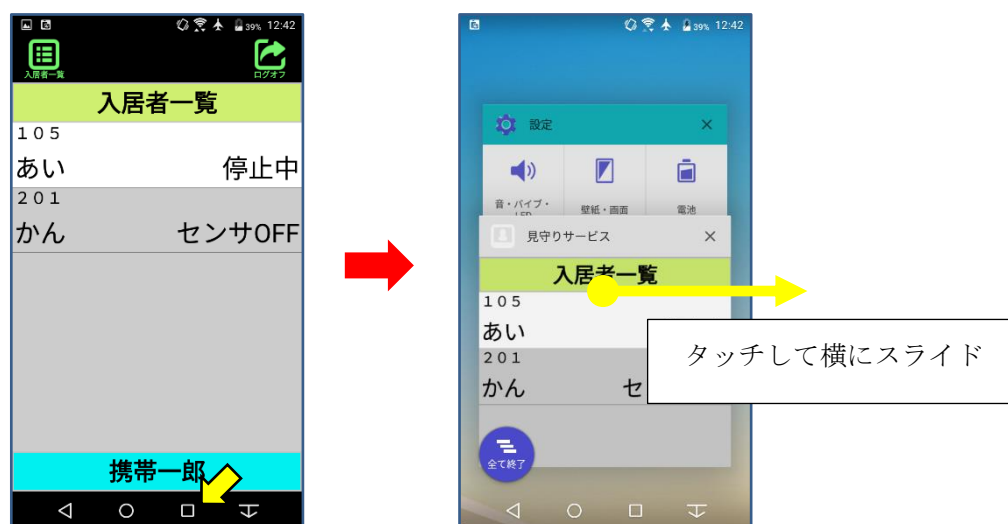 39% 12:42
入居者一覧
ログオフ
入居者一覧
105
あい 停止中
201
かん センサOFF
携帯一郎
39% 12:42
設定
音・バイブ・
LED
壁紙・画面
電池
見守りサービス
入居者一覧
105
あい
201
かん セ
全て終了
タッチして横にスライド